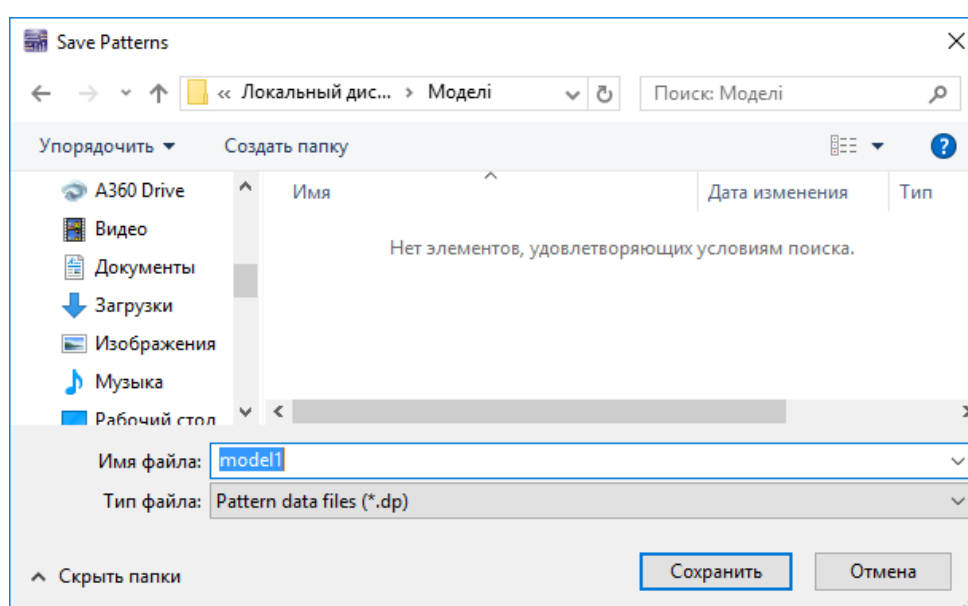 Save Patterns
« Локальный дис... › Моделі
Поиск: Моделі
Упорядочить
Создать папку
Имя
Дата изменения
Тип
A360 Drive
Видео
Документы
Загрузки
Изображения
Музыка
Рабочий стол
Нет элементов, удовлетворяющих условиям поиска.
Имя файла: model1
Тип файла: Pattern data files (*.dp)
Скрыть папки
Сохранить
Отмена